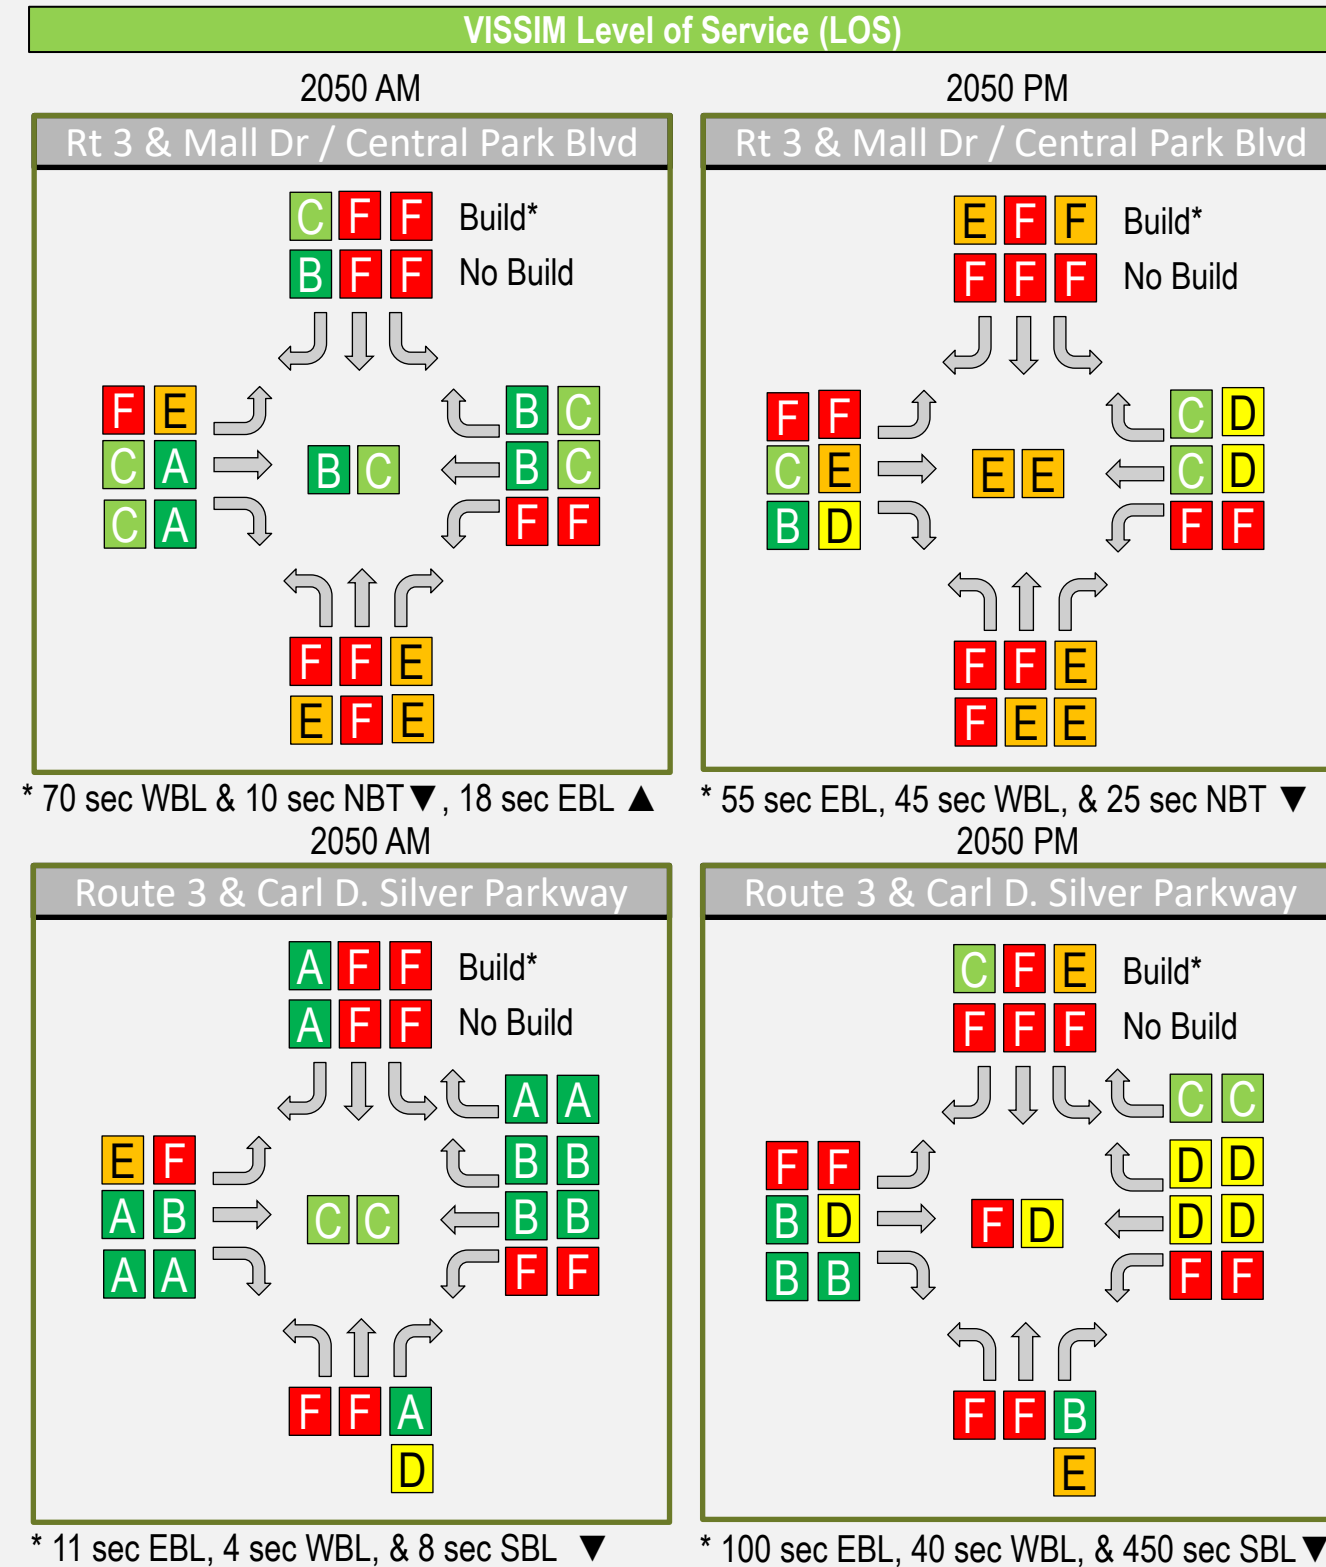 VISSIM Level of Service (LOS)
2050 AM
Rt 3 & Mall Dr / Central Park Blvd
C F F Build*
B F F No Build
F E B C
C A B C B C
C A F F
F F E
E F E
* 70 sec WBL & 10 sec NBT▼, 18 sec EBL ▲
2050 PM
Rt 3 & Mall Dr / Central Park Blvd
E F F Build*
F F F No Build
F F C D
C E E E C D
B D F F
F F E
F E E
* 55 sec EBL, 45 sec WBL, & 25 sec NBT ▼
2050 AM
Route 3 & Carl D. Silver Parkway
A F F Build*
A F F No Build
A A
E F B B
A B C C B B
A A F F
F F A
D
* 11 sec EBL, 4 sec WBL, & 8 sec SBL ▼
2050 PM
Route 3 & Carl D. Silver Parkway
C F E Build*
F F F No Build
C C
F F D D
B D F D D D
B B F F
F F B
E
* 100 sec EBL, 40 sec WBL, & 450 sec SBL▼